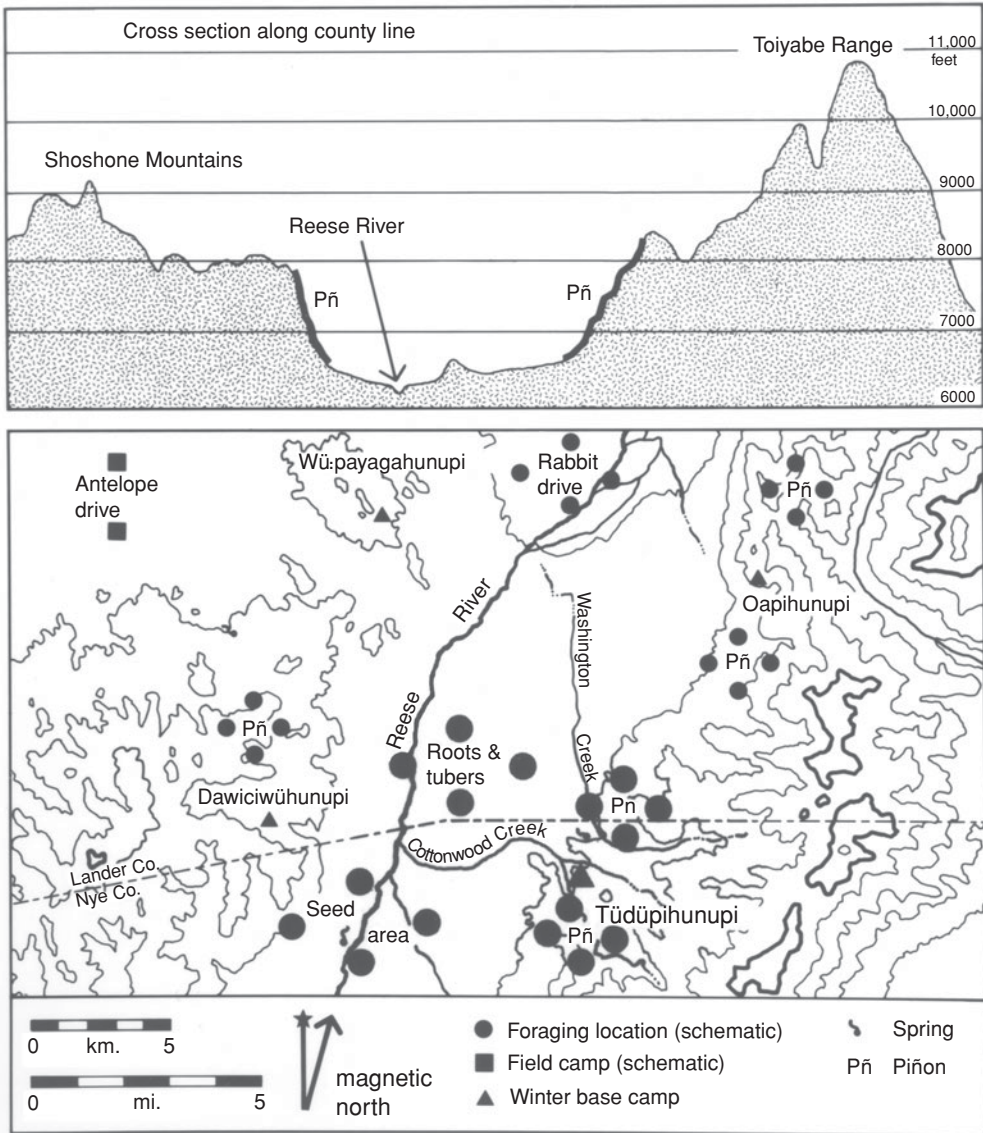 Cross section along county line
Toiyabe Range
11,000
feet
10,000
Shoshone Mountains
9000
Reese River
8000
Pñ
Pñ
7000
6000
Antelope
drive
Wü:payagahunupi
Rabbit
drive
Pñ
River
Washington
Oapihunupi
Pñ
Reese
Pñ
Roots &
tubers
Creek
Pn
Dawiciwühunupi
Cottonwood Creek
Lander Co.
Nye Co.
Seed
area
Tüdüpihunupi
Pñ
0 km. 5
0 mi. 5
magnetic
north
Foraging location (schematic)
Field camp (schematic)
Winter base camp
Spring
Pñ Piñon